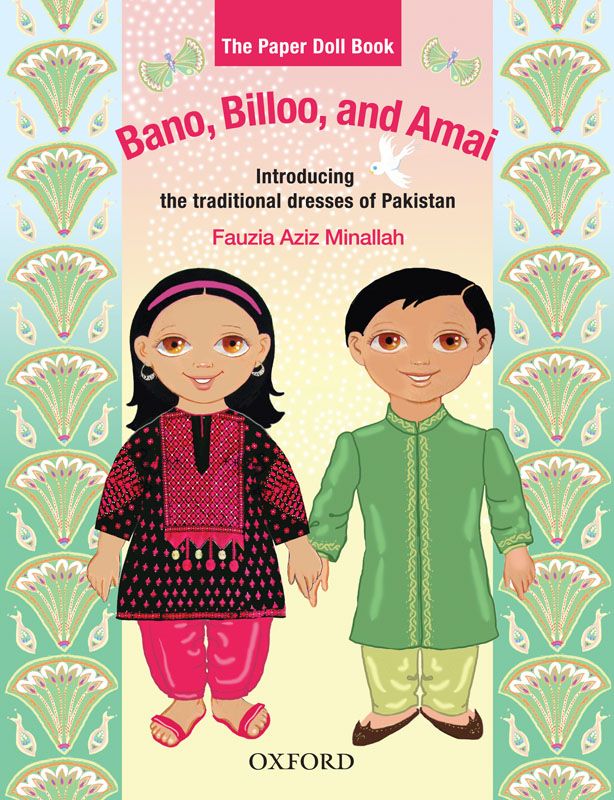 The Paper Doll Book
Bano, Billoo, and Amai
Introducing
the traditional dresses of Pakistan
Fauzia Aziz Minallah
OXFORD